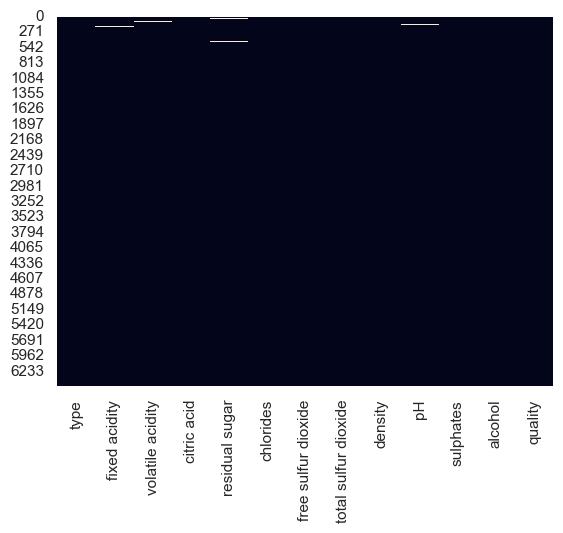 0
271
542
813
1084
1355
1626
1897
2168
2439
2710
2981
3252
3523
3794
4065
4336
4607
4878
5149
5420
5691
5962
6233
type
fixed acidity
volatile acidity
citric acid
residual sugar
chlorides
free sulfur dioxide
total sulfur dioxide
density
pH
sulphates
alcohol
quality